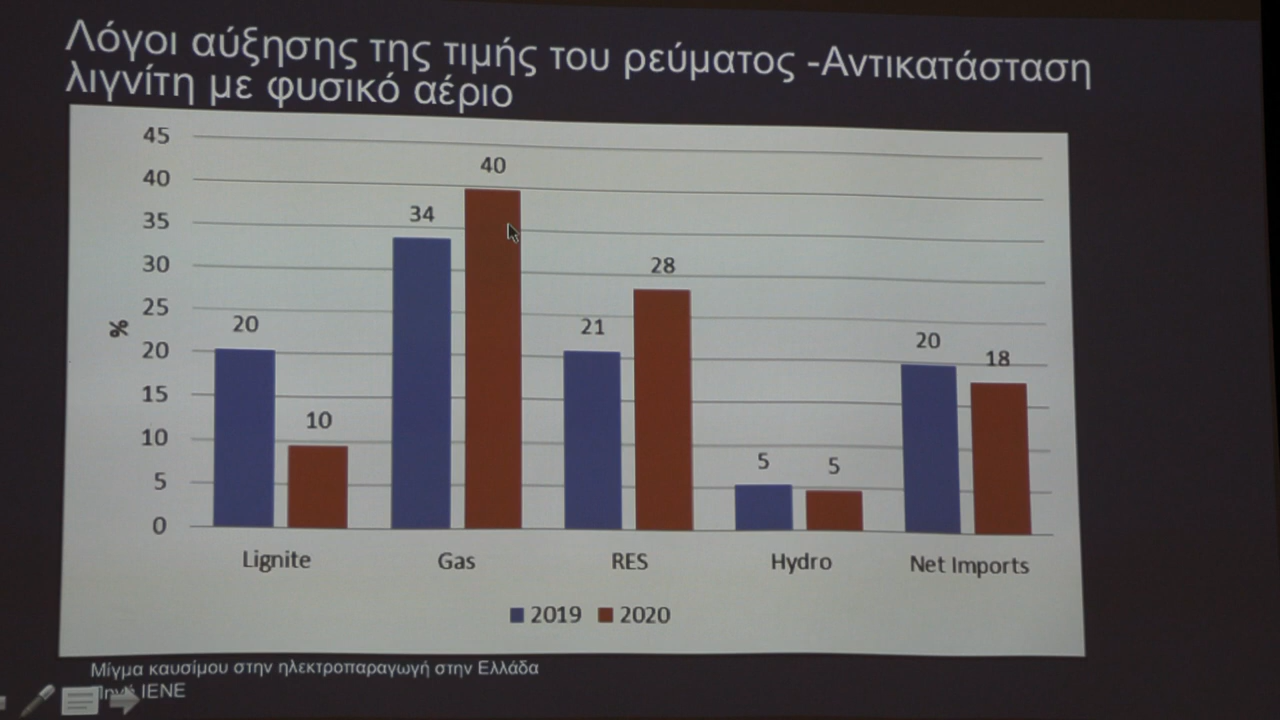 Λόγοι αύξησης της τιμής του ρεύματος -Αντικατάσταση
λιγνίτη με φυσικό αέριο
45
40
35
30
25
20
15
10
5
0
%
20
10
34
40
21
28
5
5
20
18
Lignite
Gas
RES
Hydro
Net Imports
2019
2020
Μίγμα καυσίμου στην ηλεκτροπαραγωγή στην Ελλάδα
ΙΕΝΕ